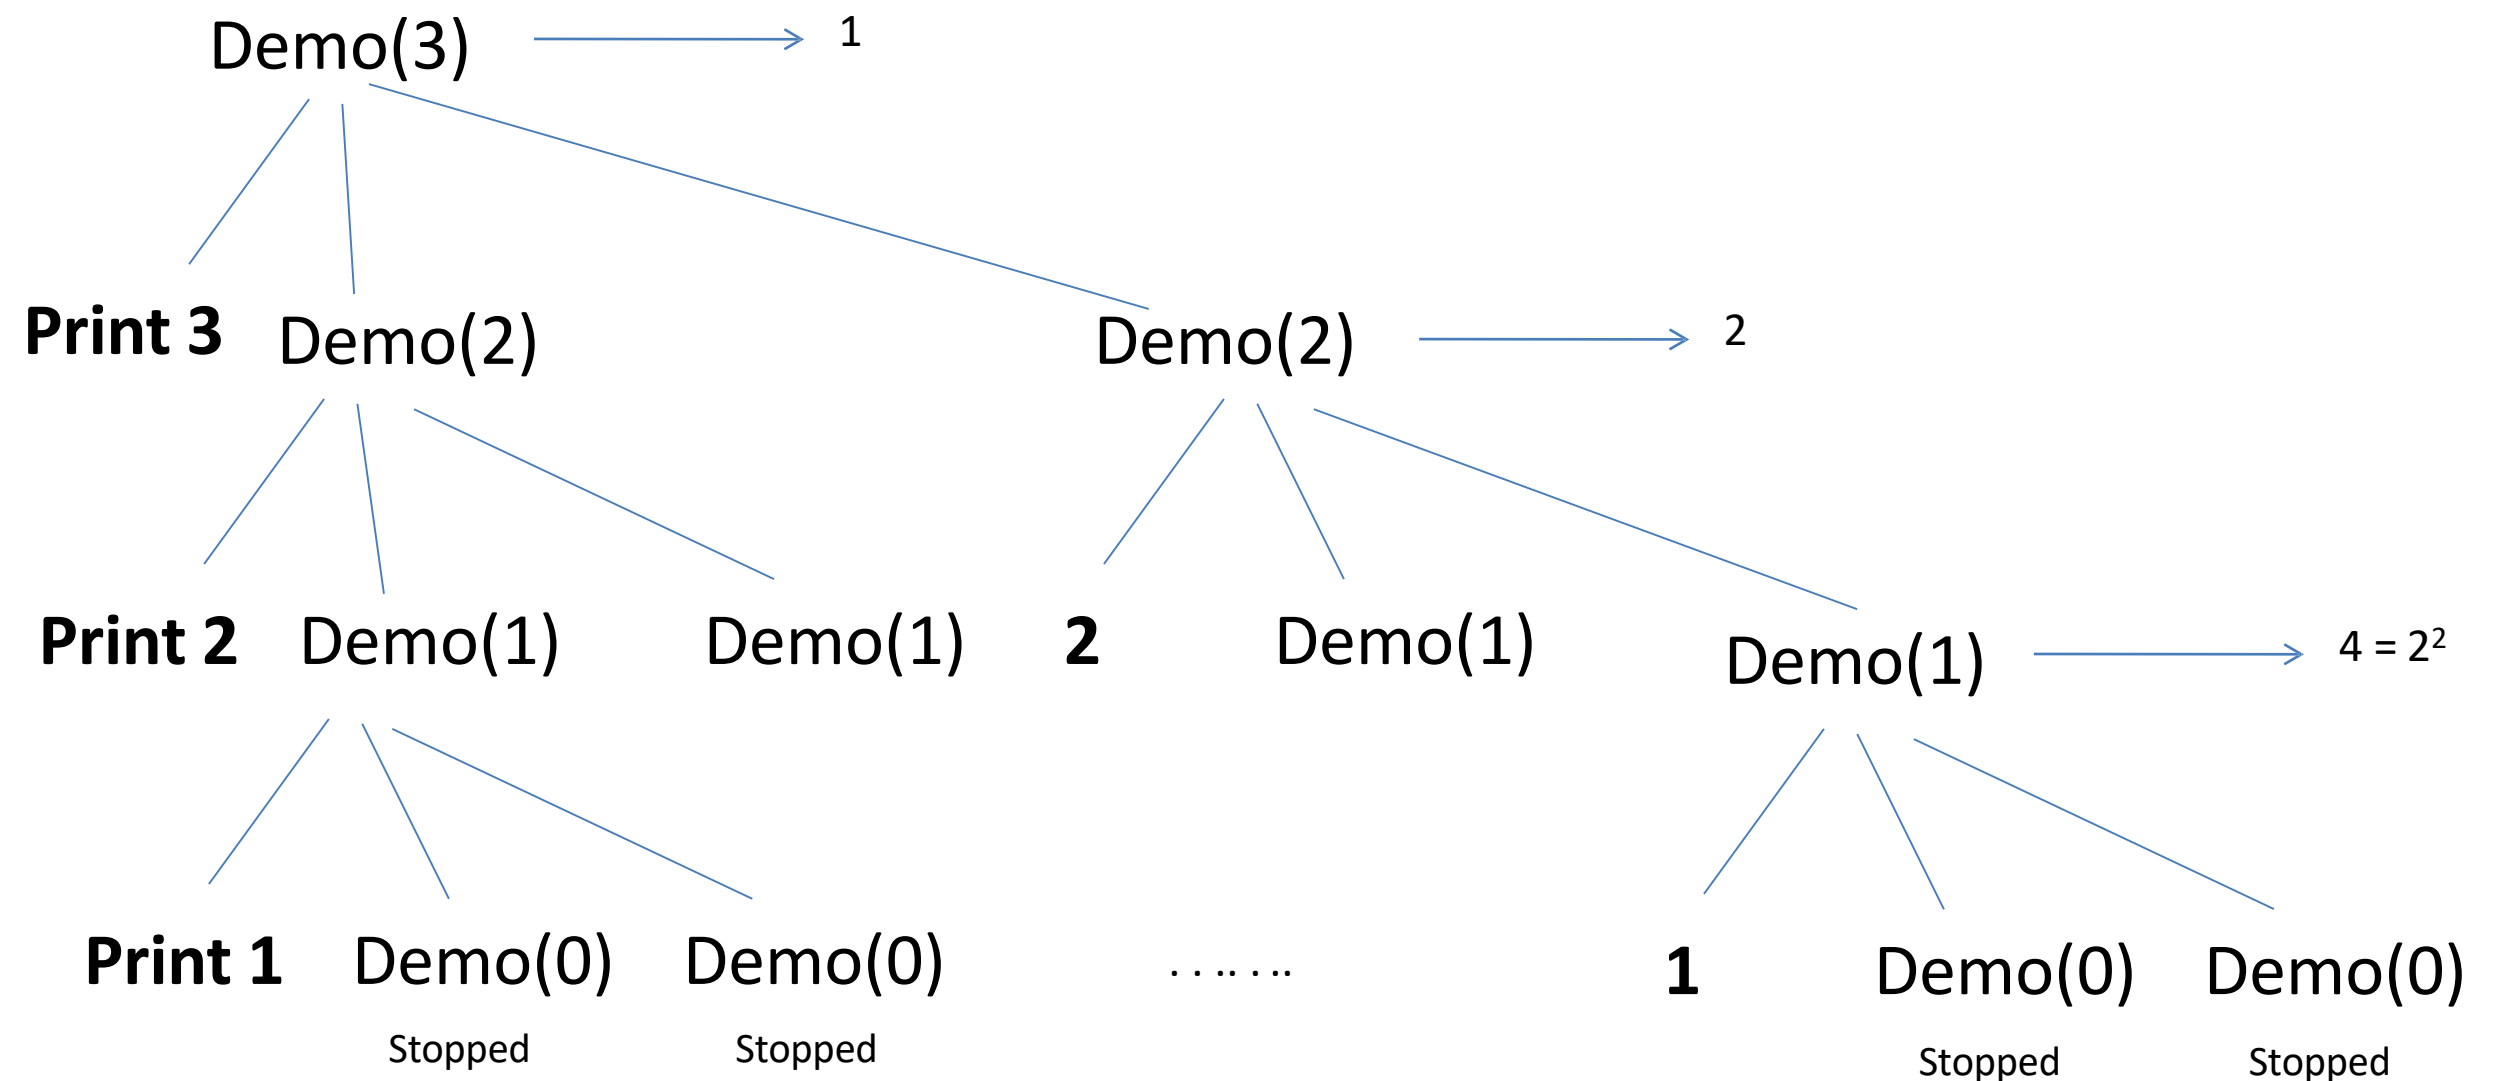 Demo(3) 1
Print 3 Demo(2) Demo(2) 2
Print 2 Demo(1) Demo(1) 2 Demo(1) Demo(1) 4 = 2²
Print 1 Demo(0) Demo(0) . . .. . .. 1 Demo(0) Demo(0)
Stopped Stopped Stopped Stopped